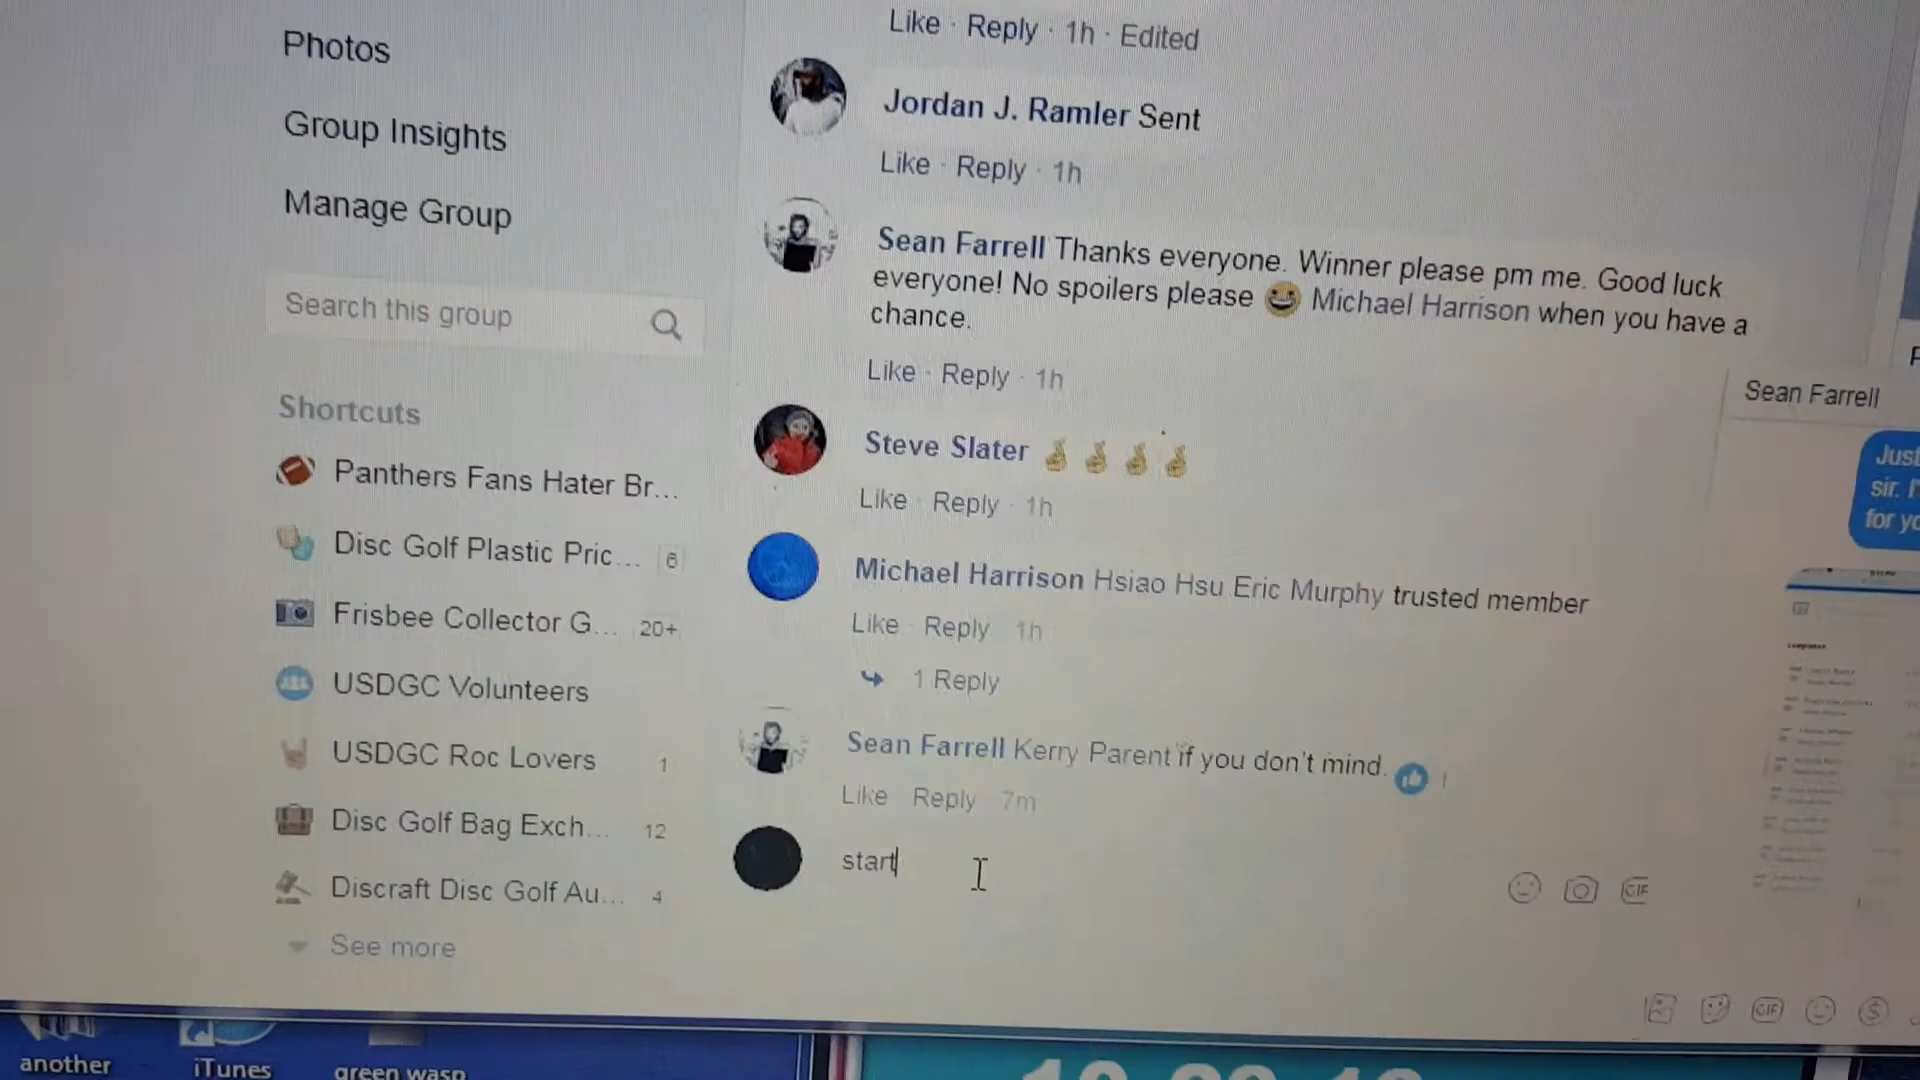 Photos
Group Insights
Manage Group
Search this group
Shortcuts
Panthers Fans Hater Br...
Disc Golf Plastic Pric... 6
Frisbee Collector G... 20+
USDGC Volunteers
USDGC Roc Lovers 1
Disc Golf Bag Exch... 12
Discraft Disc Golf Au... 4
See more
Like · Reply · 1h · Edited
Jordan J. Ramler Sent
Like · Reply · 1h
Sean Farrell Thanks everyone. Winner please pm me. Good luck
everyone! No spoilers please 😀 Michael Harrison when you have a
chance.
Like · Reply · 1h
Steve Slater 🤞🤞🤞🤞
Like · Reply · 1h
Michael Harrison Hsiao Hsu Eric Murphy trusted member
Like · Reply · 1h
1 Reply
Sean Farrell Kerry Parent if you don't mind. 1
Like · Reply · 7m
start
GIF
Sean Farrell
Just
sir.
for
GIF
another
iTunes
green wasp